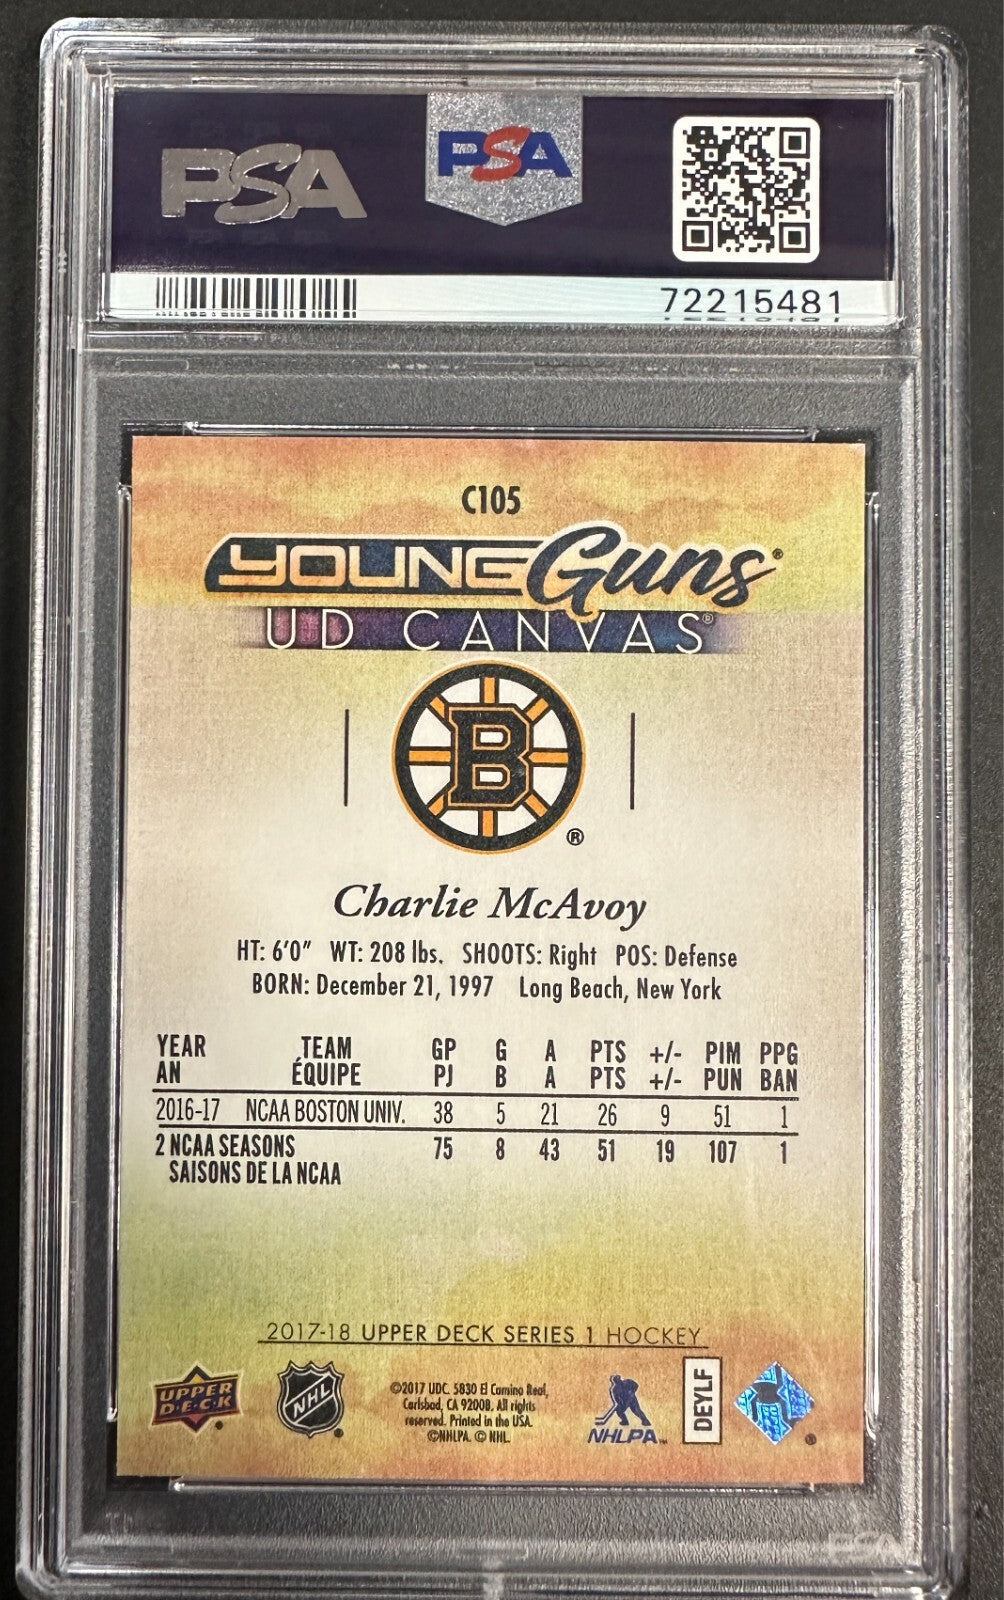 PSA
PSA
72215481
C105
YOUNG Guns®
UD CANVAS®
B
®
Charlie McAvoy
HT: 6'0" WT: 208 lbs. SHOOTS: Right POS: Defense
BORN: December 21, 1997 Long Beach, New York
YEAR TEAM GP G A PTS +/- PIM PPG
AN ÉQUIPE PJ B A PTS +/- PUN BAN
2016-17 NCAA BOSTON UNIV. 38 5 21 26 9 51 1
2 NCAA SEASONS 75 8 43 51 19 107 1
SAISONS DE LA NCAA
2017-18 UPPER DECK SERIES 1 HOCKEY
UPPER DECK
NHL
©2017 UDC. 5830 El Camino Real,
Carlsbad, CA 92008. All rights
reserved. Printed in the USA.
©NHLPA. © NHL.
NHLPA™
DEYLF
®
PSA